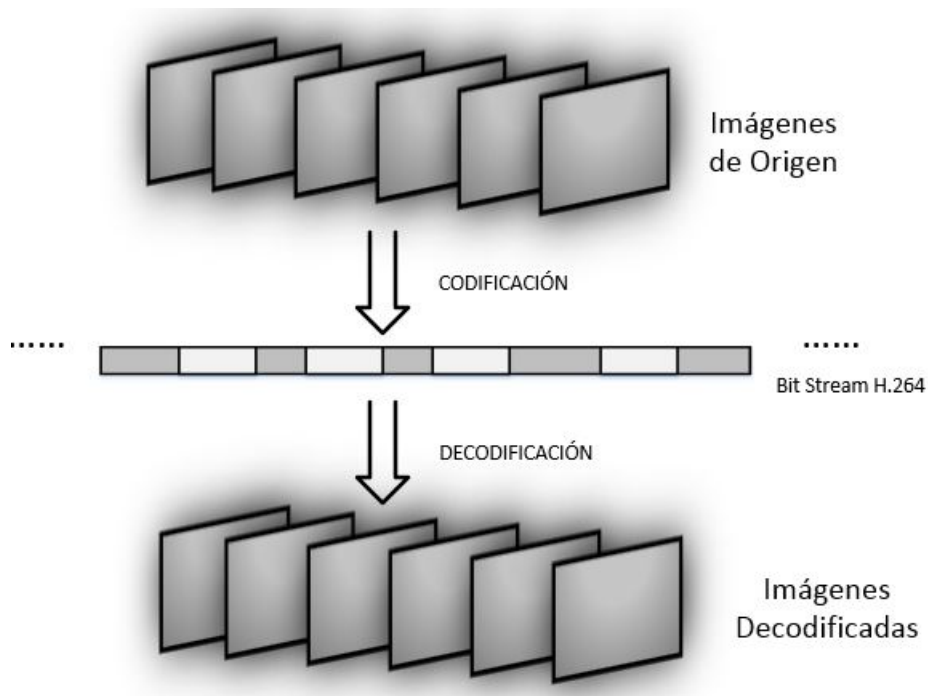 Imágenes
de Origen
CODIFICACIÓN
...... ......
Bit Stream H.264
DECODIFICACIÓN
Imágenes
Decodificadas